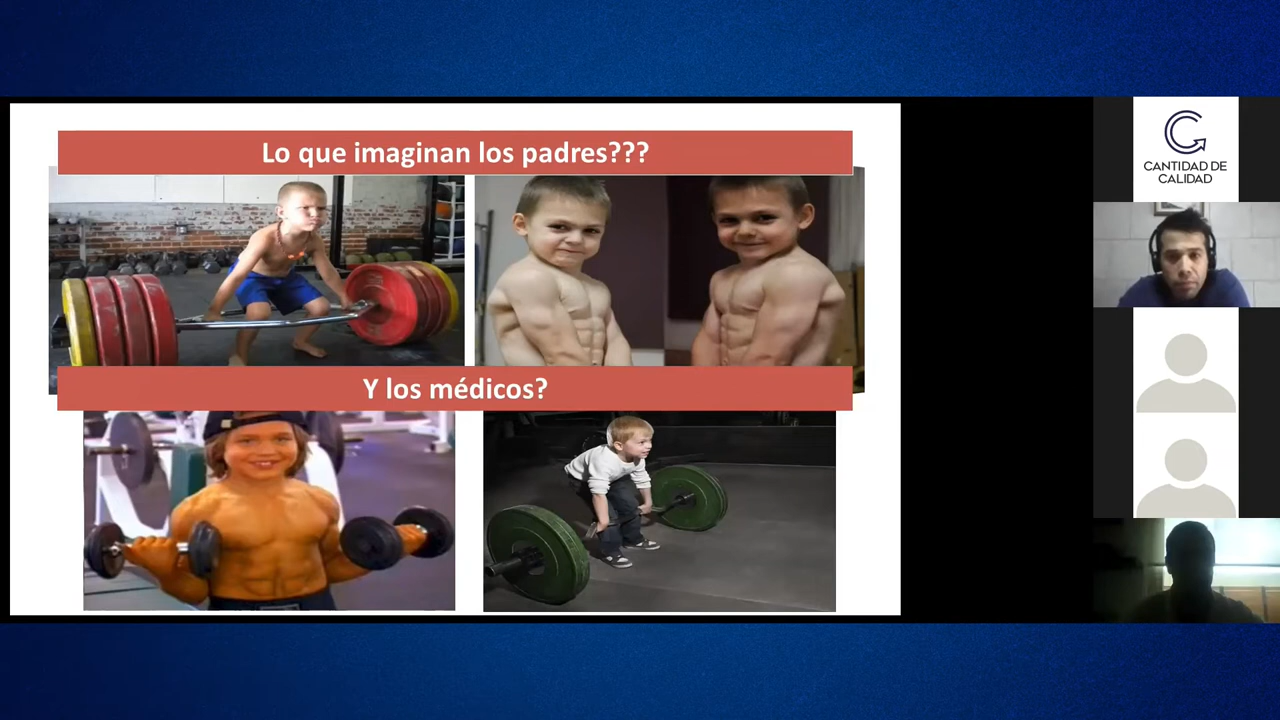 Lo que imaginan los padres???
CANTIDAD DE
CALIDAD
Y los médicos?